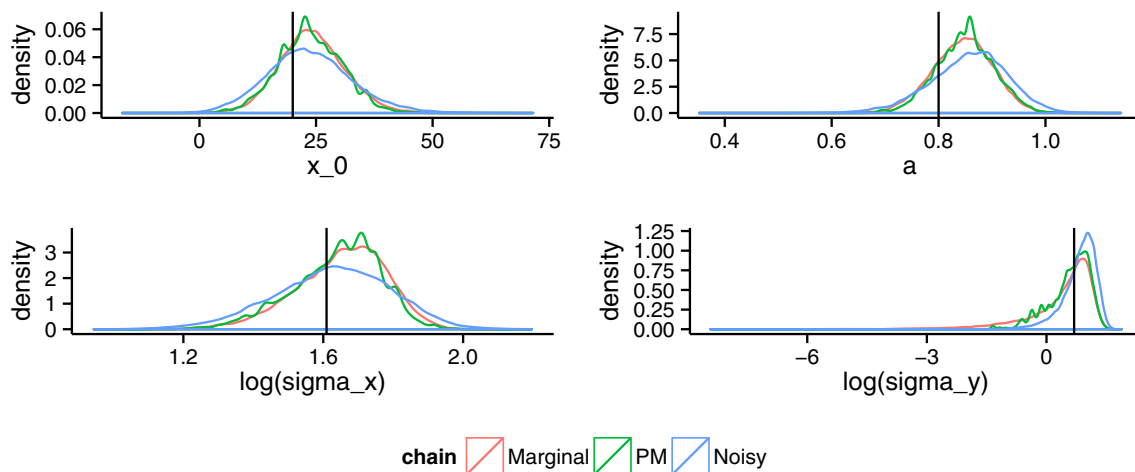 density
0.06
0.04
0.02
0.00
0 25 50 75
x_0
density
7.5
5.0
2.5
0.0
0.4 0.6 0.8 1.0
a
density
3
2
1
0
1.2 1.6 2.0
log(sigma_x)
density
1.25
1.00
0.75
0.50
0.25
0.00
−6 −3 0
log(sigma_y)
chain Marginal PM Noisy